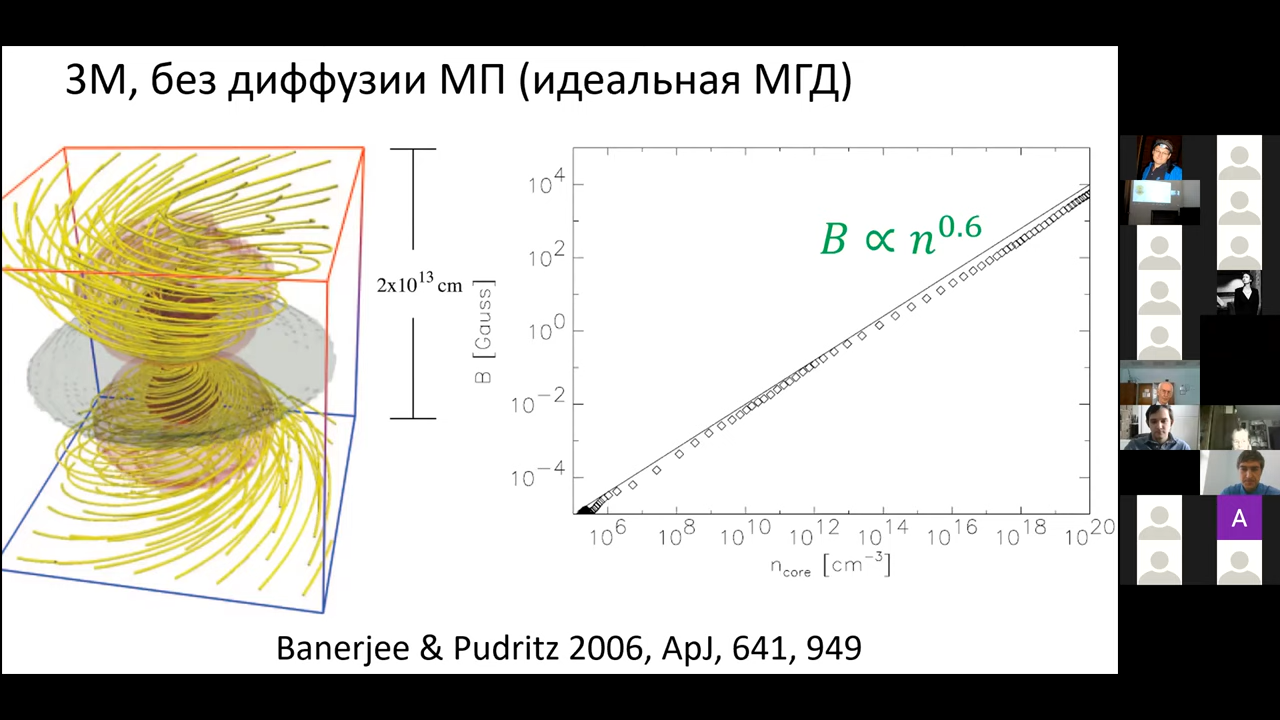 3М, без диффузии МП (идеальная МГД)
2x10¹³ cm
B [Gauss]
10⁴
10²
10⁰
10⁻²
10⁻⁴
B ∝ n⁰·⁶
10⁶ 10⁸ 10¹⁰ 10¹² 10¹⁴ 10¹⁶ 10¹⁸ 10²⁰
n_core [cm⁻³]
Banerjee & Pudritz 2006, ApJ, 641, 949
A